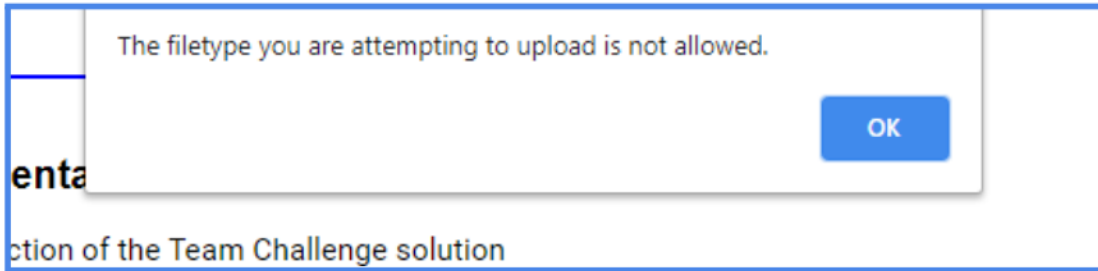 The filetype you are attempting to upload is not allowed.
OK
enta
ction of the Team Challenge solution